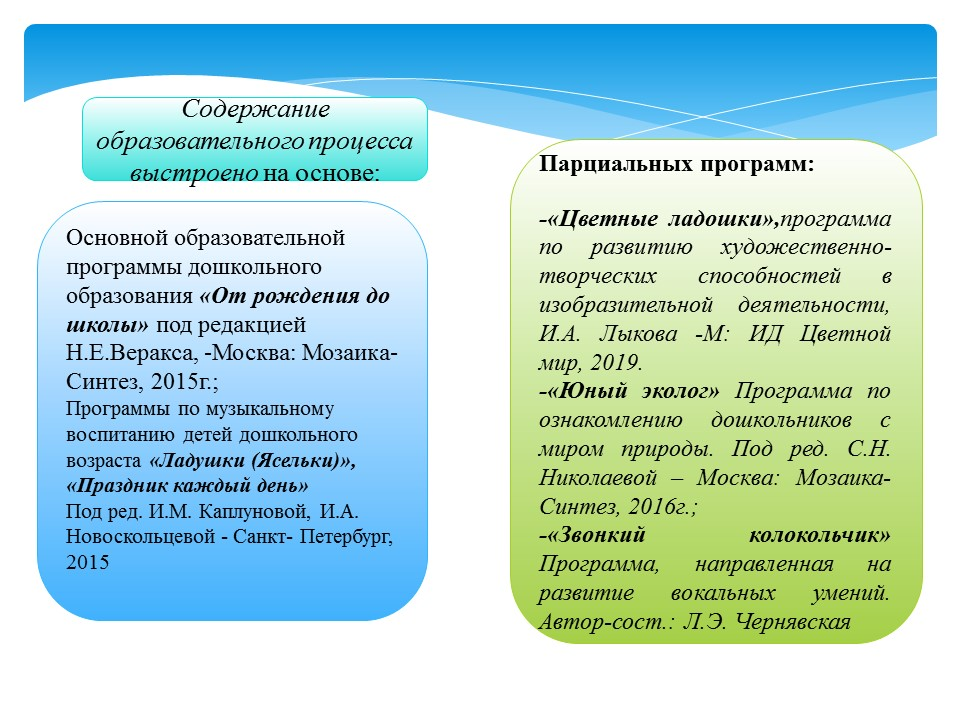 Содержание
образовательного процесса
выстроено на основе:
Основной образовательной
программы дошкольного
образования «От рождения до
школы» под редакцией
Н.Е.Веракса, -Москва: Мозаика-
Синтез, 2015г.;
Программы по музыкальному
воспитанию детей дошкольного
возраста «Ладушки (Ясельки)»,
«Праздник каждый день»
Под ред. И.М. Каплуновой, И.А.
Новоскольцевой - Санкт- Петербург,
2015
Парциальных программ:
-«Цветные ладошки»,программа
по развитию художественно-
творческих способностей в
изобразительной деятельности,
И.А. Лыкова -М: ИД Цветной
мир, 2019.
-«Юный эколог» Программа по
ознакомлению дошкольников с
миром природы. Под ред. С.Н.
Николаевой – Москва: Мозаика-
Синтез, 2016г.;
-«Звонкий колокольчик»
Программа, направленная на
развитие вокальных умений.
Автор-сост.: Л.Э. Чернявская